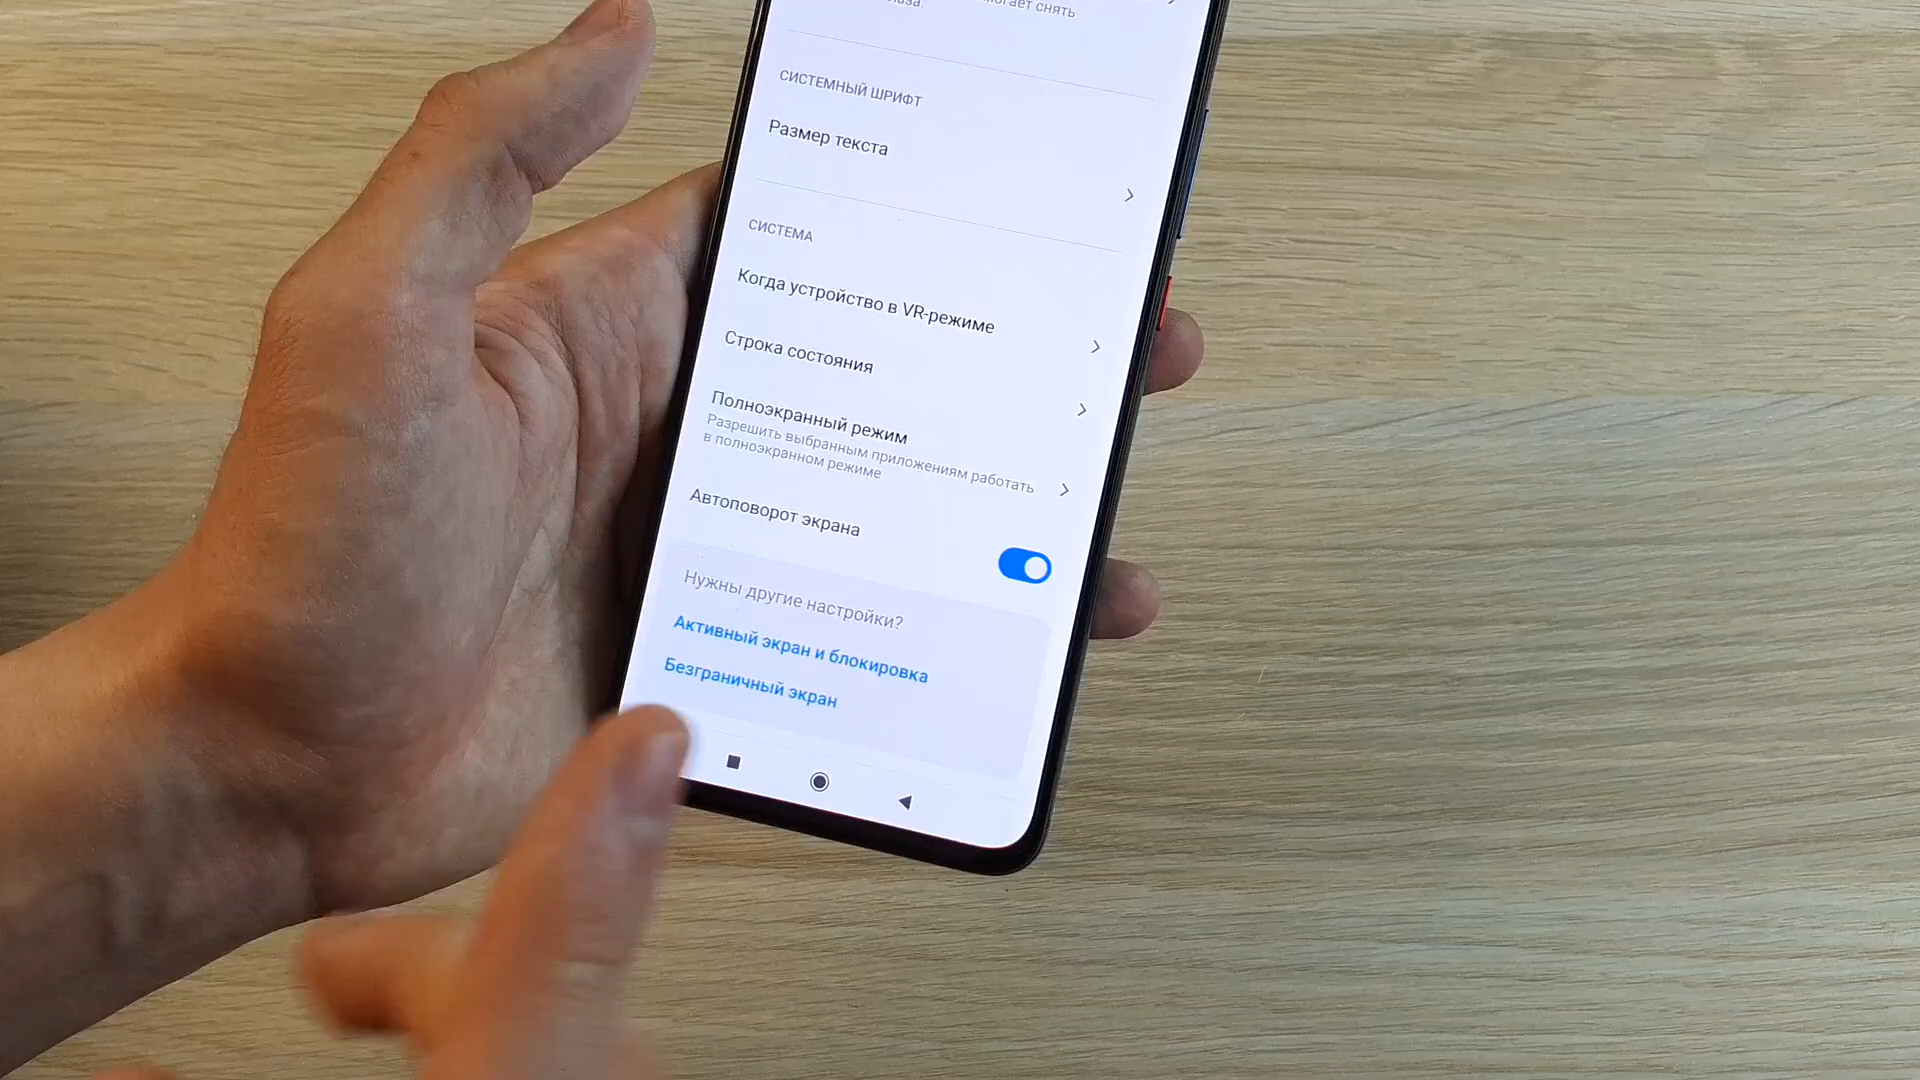 снять
СИСТЕМНЫЙ ШРИФТ
Размер текста
СИСТЕМА
Когда устройство в VR-режиме
Строка состояния
Полноэкранный режим
Разрешить выбранным приложениям работать
в полноэкранном режиме
Автоповорот экрана
Нужны другие настройки?
Активный экран и блокировка
Безграничный экран